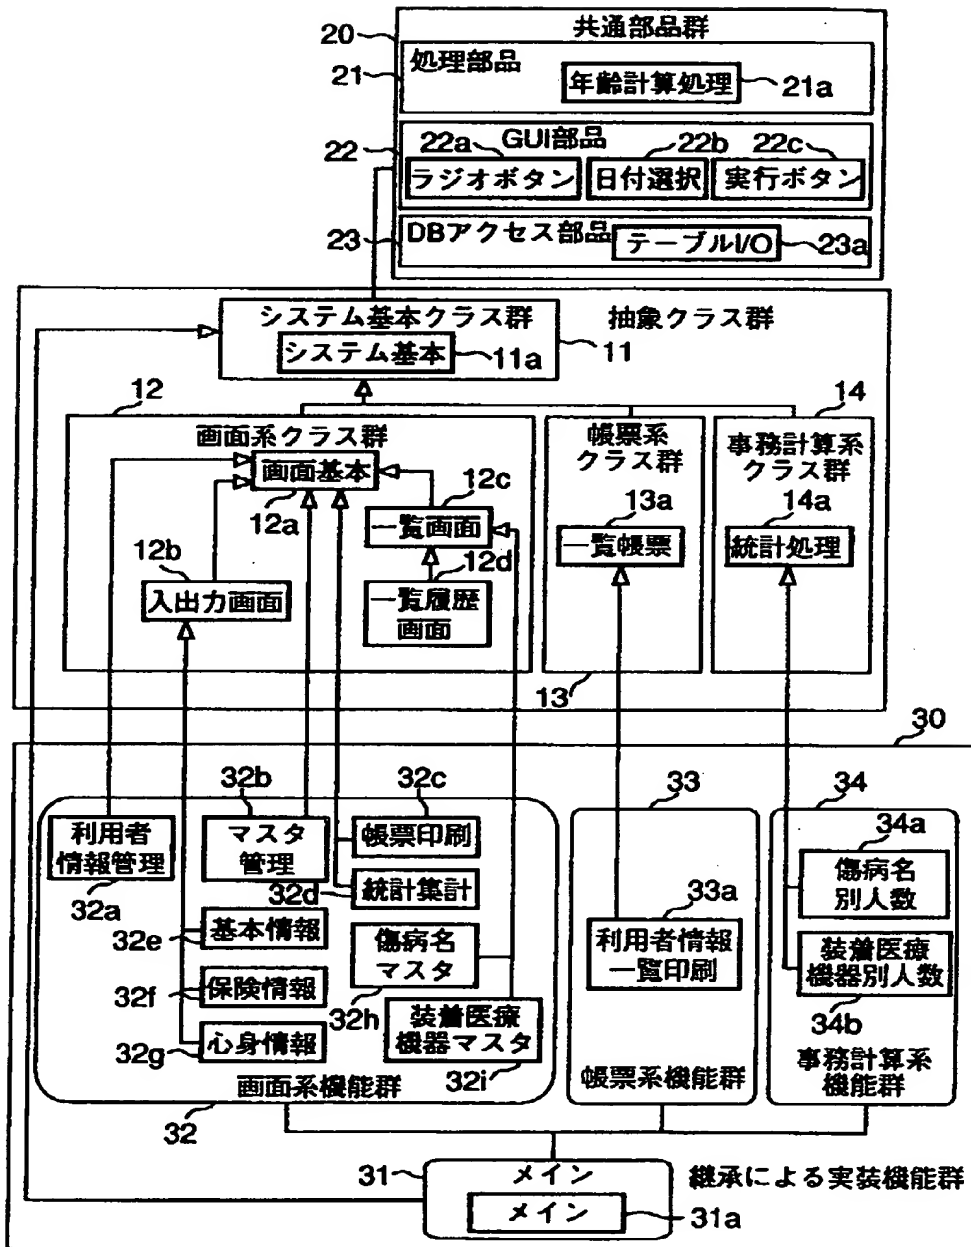 共通部品群
20
処理部品
21
年齢計算処理
21a
GUI部品
22
22a
22b
22c
ラジオボタン
日付選択
実行ボタン
23
DBアクセス部品
テーブルI/O
23a
システム基本クラス群
抽象クラス群
システム基本
11a
11
12
14
画面系クラス群
帳票系
クラス群
事務計算系
クラス群
画面基本
12a
12c
13a
14a
一覧画面
一覧帳票
統計処理
12b
12d
入出力画面
一覧履歴
画面
13
30
32b
32c
33
34
利用者
情報管理
32a
マスタ
管理
帳票印刷
32d
統計集計
34a
傷病名
別人数
33a
32e
基本情報
傷病名
マスタ
32h
利用者情報
一覧印刷
装着医療
機器別人数
34b
32f
保険情報
32g
心身情報
装着医療
機器マスタ
32i
画面系機能群
帳票系機能群
事務計算系
機能群
32
31
メイン
継承による実装機能群
メイン
31a